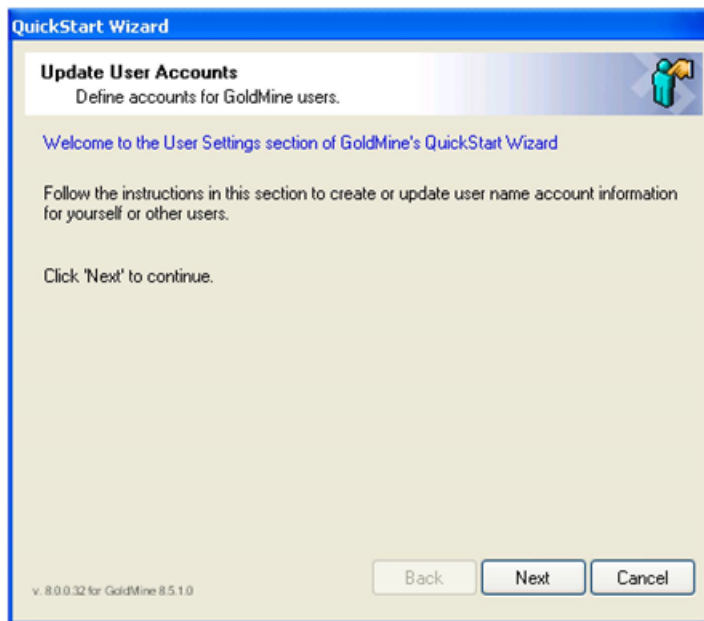 QuickStart Wizard
Update User Accounts
Define accounts for GoldMine users.
Welcome to the User Settings section of GoldMine's QuickStart Wizard
Follow the instructions in this section to create or update user name account information
for yourself or other users.
Click 'Next' to continue.
v. 8.0.0.32 for GoldMine 8.5.1.0
Back
Next
Cancel